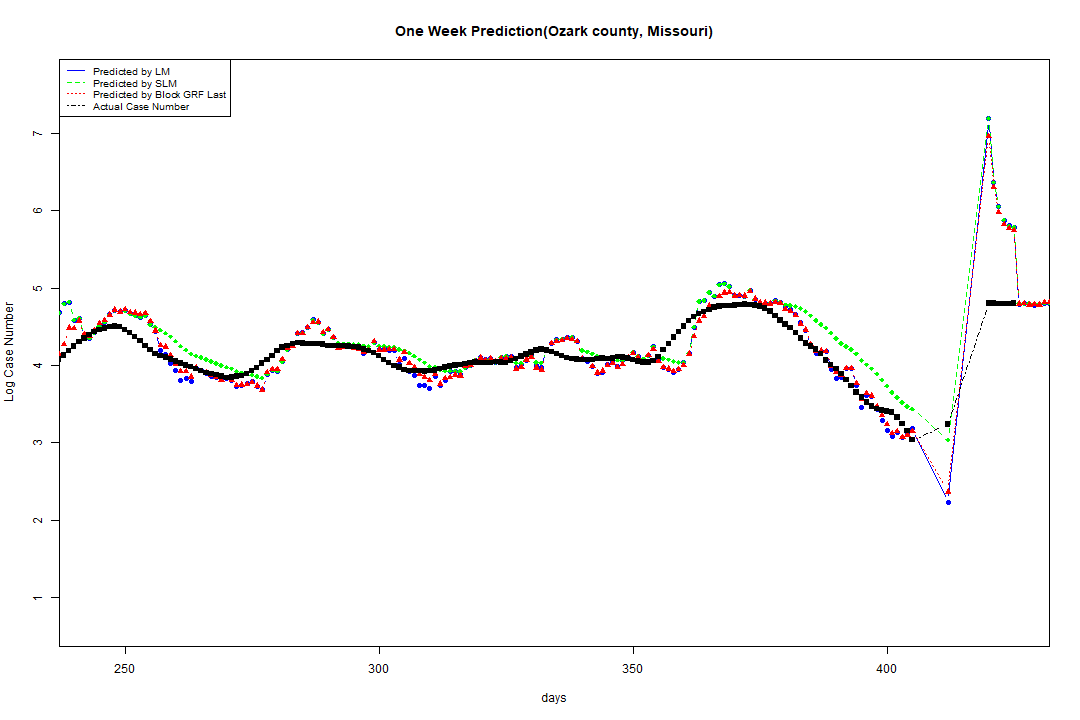 One Week Prediction(Ozark county, Missouri)
Predicted by LM
Predicted by SLM
Predicted by Block GRF Last
Actual Case Number
7
6
5
4
3
2
1
Log Case Number
250 300 350 400
days